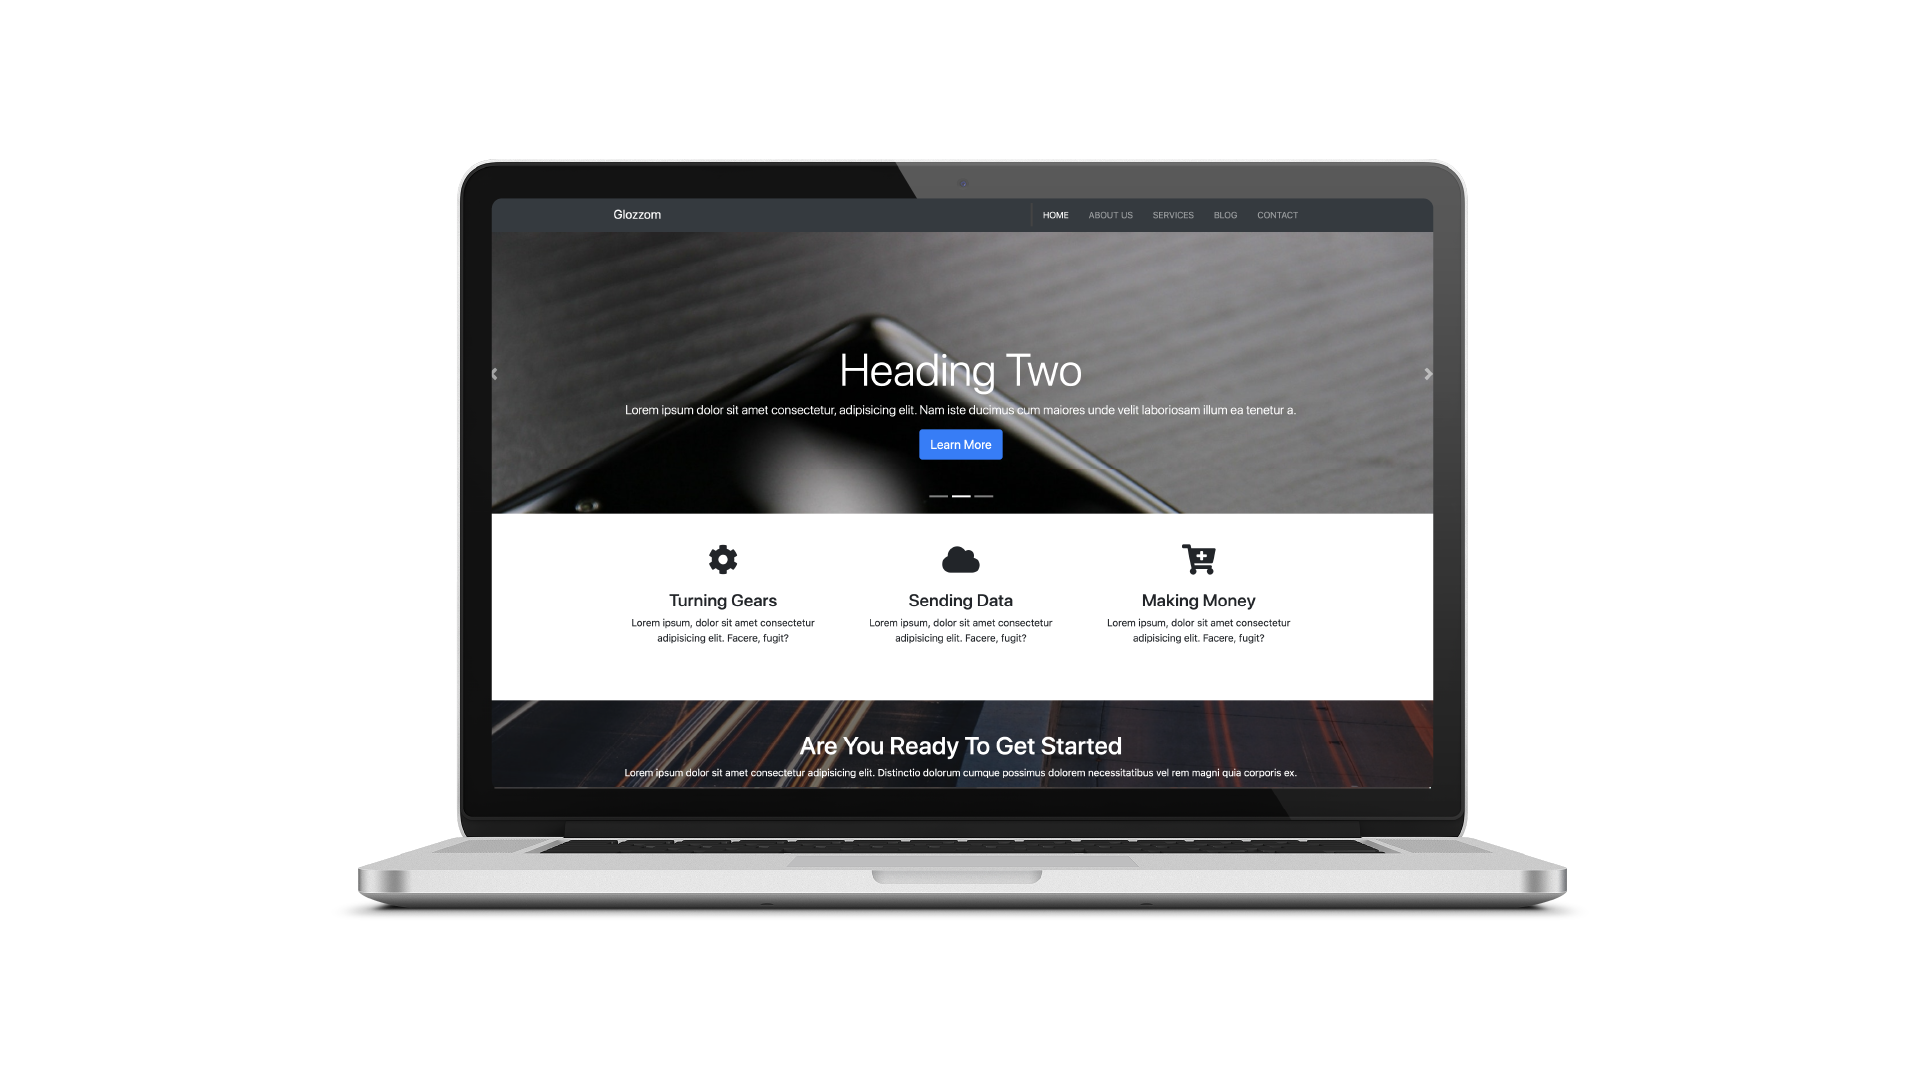 Glozzom
HOME ABOUT US SERVICES BLOG CONTACT
Heading Two
Lorem ipsum dolor sit amet consectetur, adipisicing elit. Nam iste ducimus cum maiores unde velit laboriosam illum ea tenetur a.
Learn More
Turning Gears
Lorem ipsum, dolor sit amet consectetur
adipisicing elit. Facere, fugit?
Sending Data
Lorem ipsum, dolor sit amet consectetur
adipisicing elit. Facere, fugit?
Making Money
Lorem ipsum, dolor sit amet consectetur
adipisicing elit. Facere, fugit?
Are You Ready To Get Started
Lorem ipsum dolor sit amet consectetur adipisicing elit. Distinctio dolorum cumque possimus dolorem necessitatibus vel rem magni quia corporis ex.